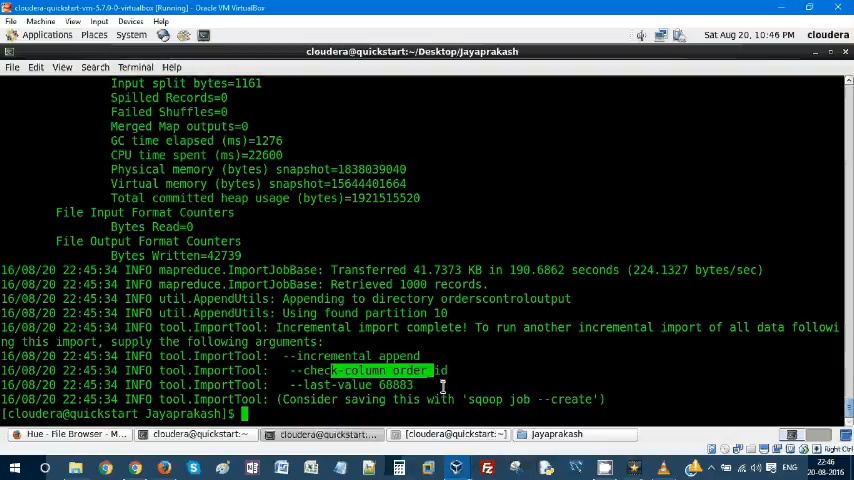 cloudera-quickstart-vm-5.7.0-0-virtualbox [Running] - Oracle VM VirtualBox
File Machine View Input Devices Help
Applications Places System Sat Aug 20, 10:46 PM cloudera
cloudera@quickstart:~/Desktop/Jayaprakash
File Edit View Search Terminal Help
Input split bytes=1161
Spilled Records=0
Failed Shuffles=0
Merged Map outputs=0
GC time elapsed (ms)=1276
CPU time spent (ms)=22600
Physical memory (bytes) snapshot=1838039040
Virtual memory (bytes) snapshot=15644401664
Total committed heap usage (bytes)=1921515520
File Input Format Counters
Bytes Read=0
File Output Format Counters
Bytes Written=42739
16/08/20 22:45:34 INFO mapreduce.ImportJobBase: Transferred 41.7373 KB in 190.6862 seconds (224.1327 bytes/sec)
16/08/20 22:45:34 INFO mapreduce.ImportJobBase: Retrieved 1000 records.
16/08/20 22:45:34 INFO util.AppendUtils: Appending to directory orderscontroloutput
16/08/20 22:45:34 INFO util.AppendUtils: Using found partition 10
16/08/20 22:45:34 INFO tool.ImportTool: Incremental import complete! To run another incremental import of all data followi
ng this import, supply the following arguments:
16/08/20 22:45:34 INFO tool.ImportTool: --incremental append
16/08/20 22:45:34 INFO tool.ImportTool: --check-column order_id
16/08/20 22:45:34 INFO tool.ImportTool: --last-value 68883
16/08/20 22:45:34 INFO tool.ImportTool: (Consider saving this with 'sqoop job --create')
[cloudera@quickstart Jayaprakash]$
Hue - File Browser - M... cloudera@quickstart:... cloudera@quickstart:... [cloudera@quickstart:... Jayaprakash
Right Ctrl
ENG
22:46
20-08-2016